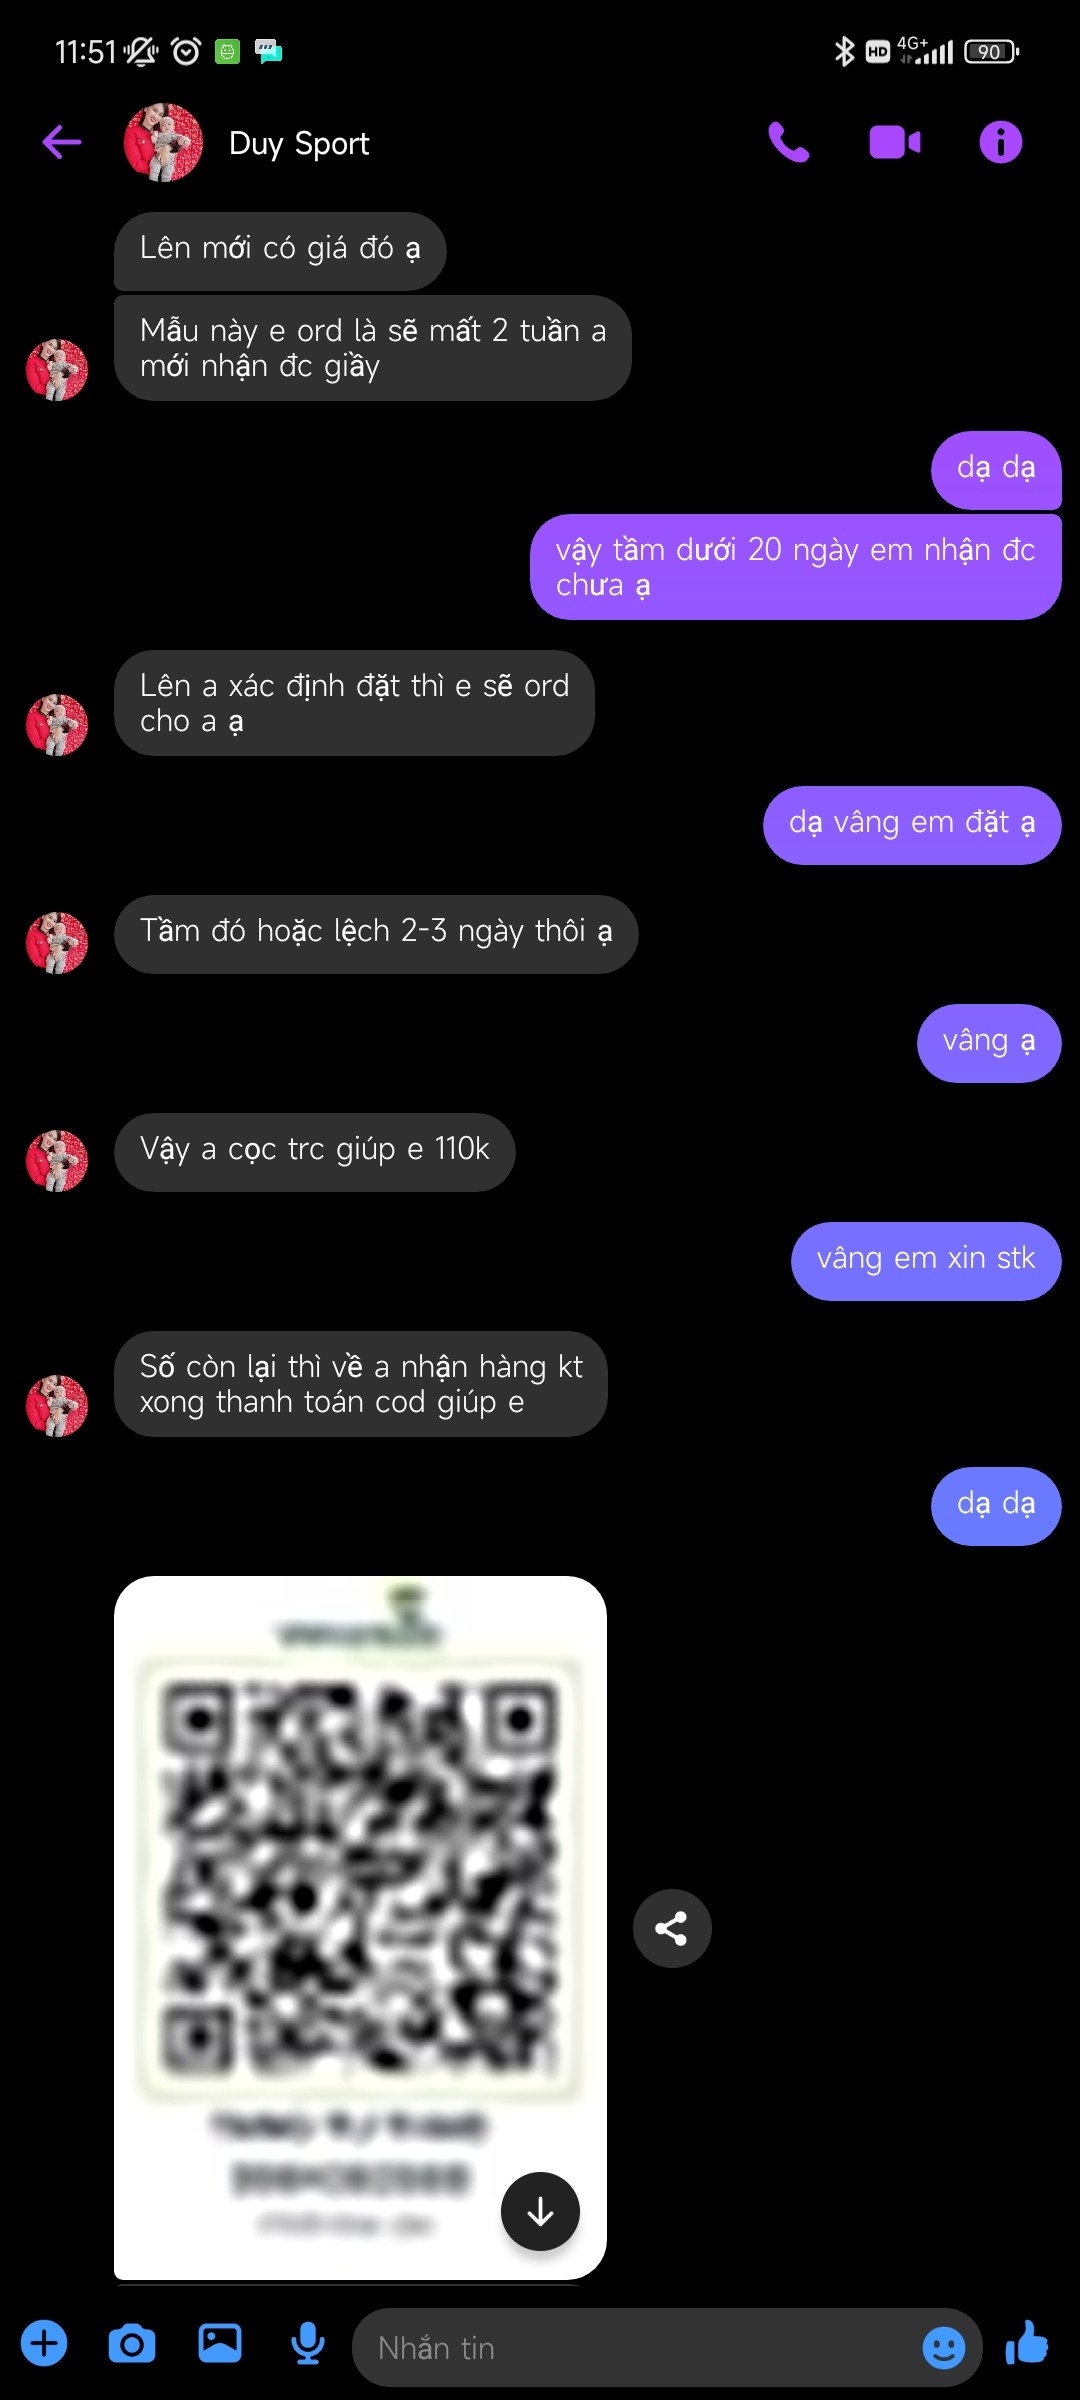 11:51
HD
4G+
90
Duy Sport
Lên mới có giá đó ạ
Mẫu này e ord là sẽ mất 2 tuần a
mới nhận đc giầy
dạ dạ
vậy tầm dưới 20 ngày em nhận đc
chưa ạ
Lên a xác định đặt thì e sẽ ord
cho a ạ
dạ vâng em đặt ạ
Tầm đó hoặc lệch 2-3 ngày thôi ạ
vâng ạ
Vậy a cọc trc giúp e 110k
vâng em xin stk
Số còn lại thì về a nhận hàng kt
xong thanh toán cod giúp e
dạ dạ
Nhắn tin